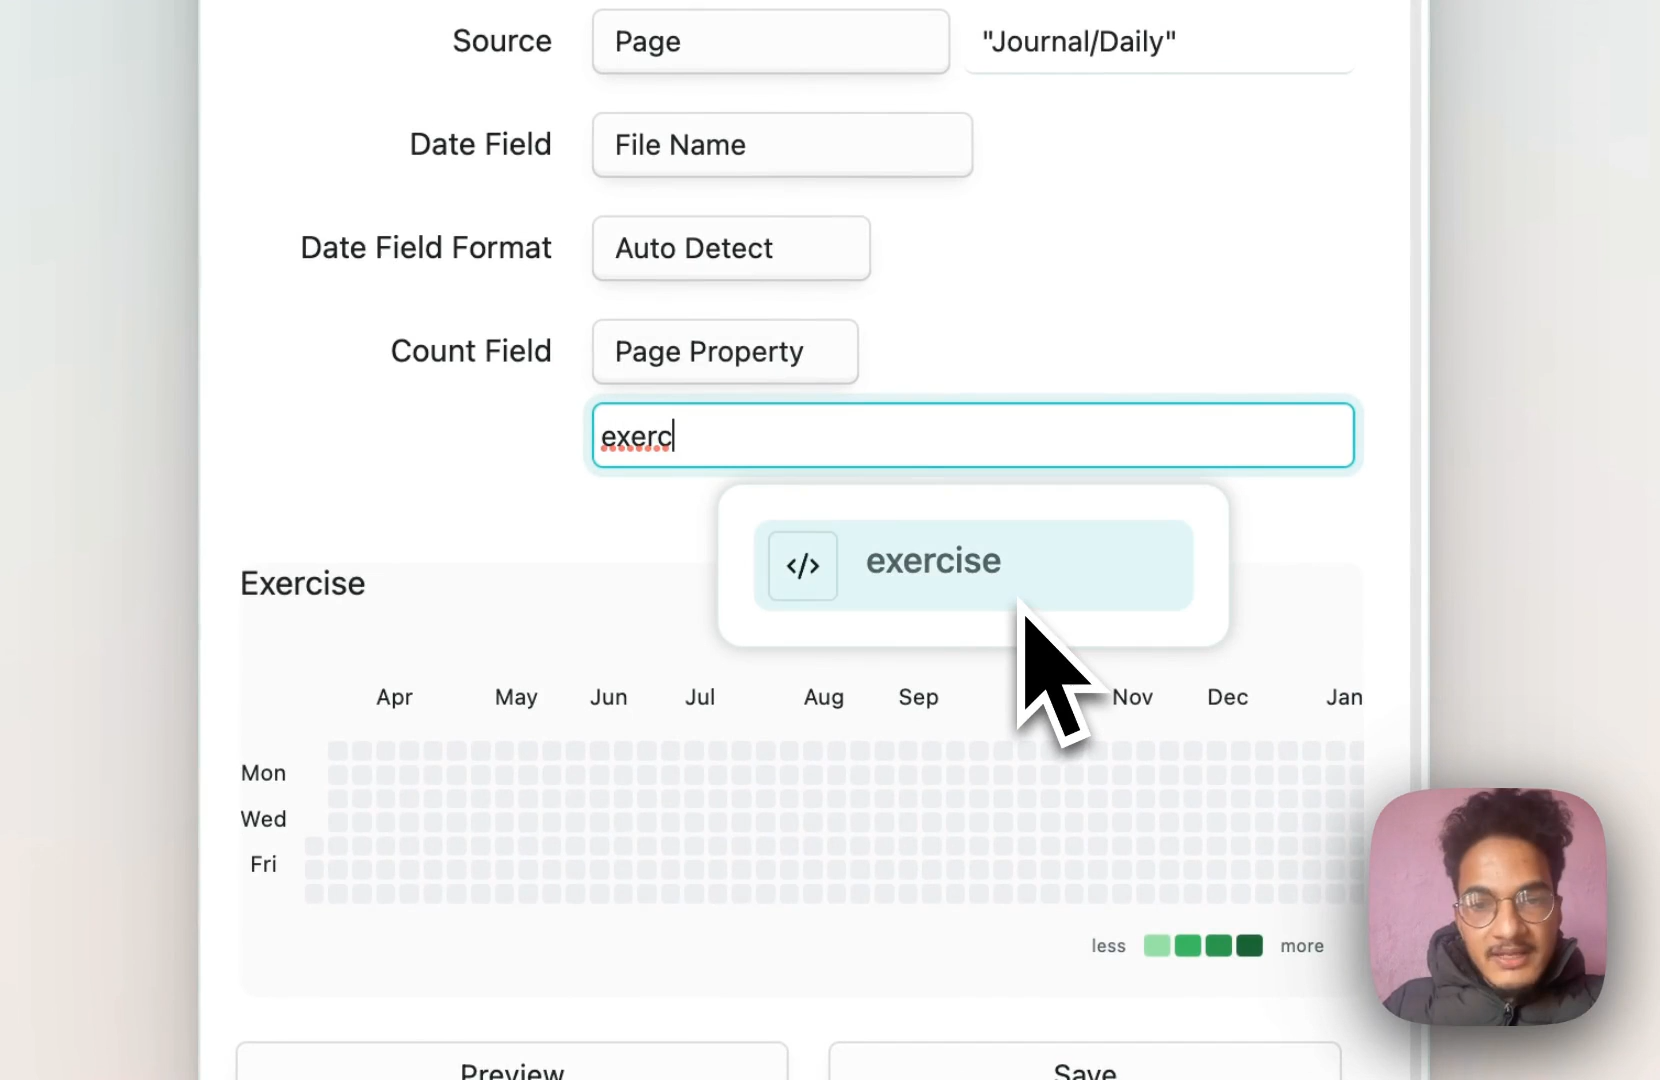 Source Page "Journal/Daily"
Date Field File Name
Date Field Format Auto Detect
Count Field Page Property
exerc
</> exercise
Exercise
Apr May Jun Jul Aug Sep Nov Dec Jan
Mon
Wed
Fri
less more
Preview Save